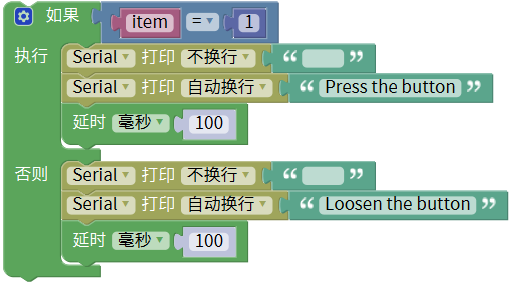 如果 item = 1
执行 Serial 打印 不换行 “ ”
Serial 打印 自动换行 “ Press the button ”
延时 毫秒 100
否则 Serial 打印 不换行 “ ”
Serial 打印 自动换行 “ Loosen the button ”
延时 毫秒 100